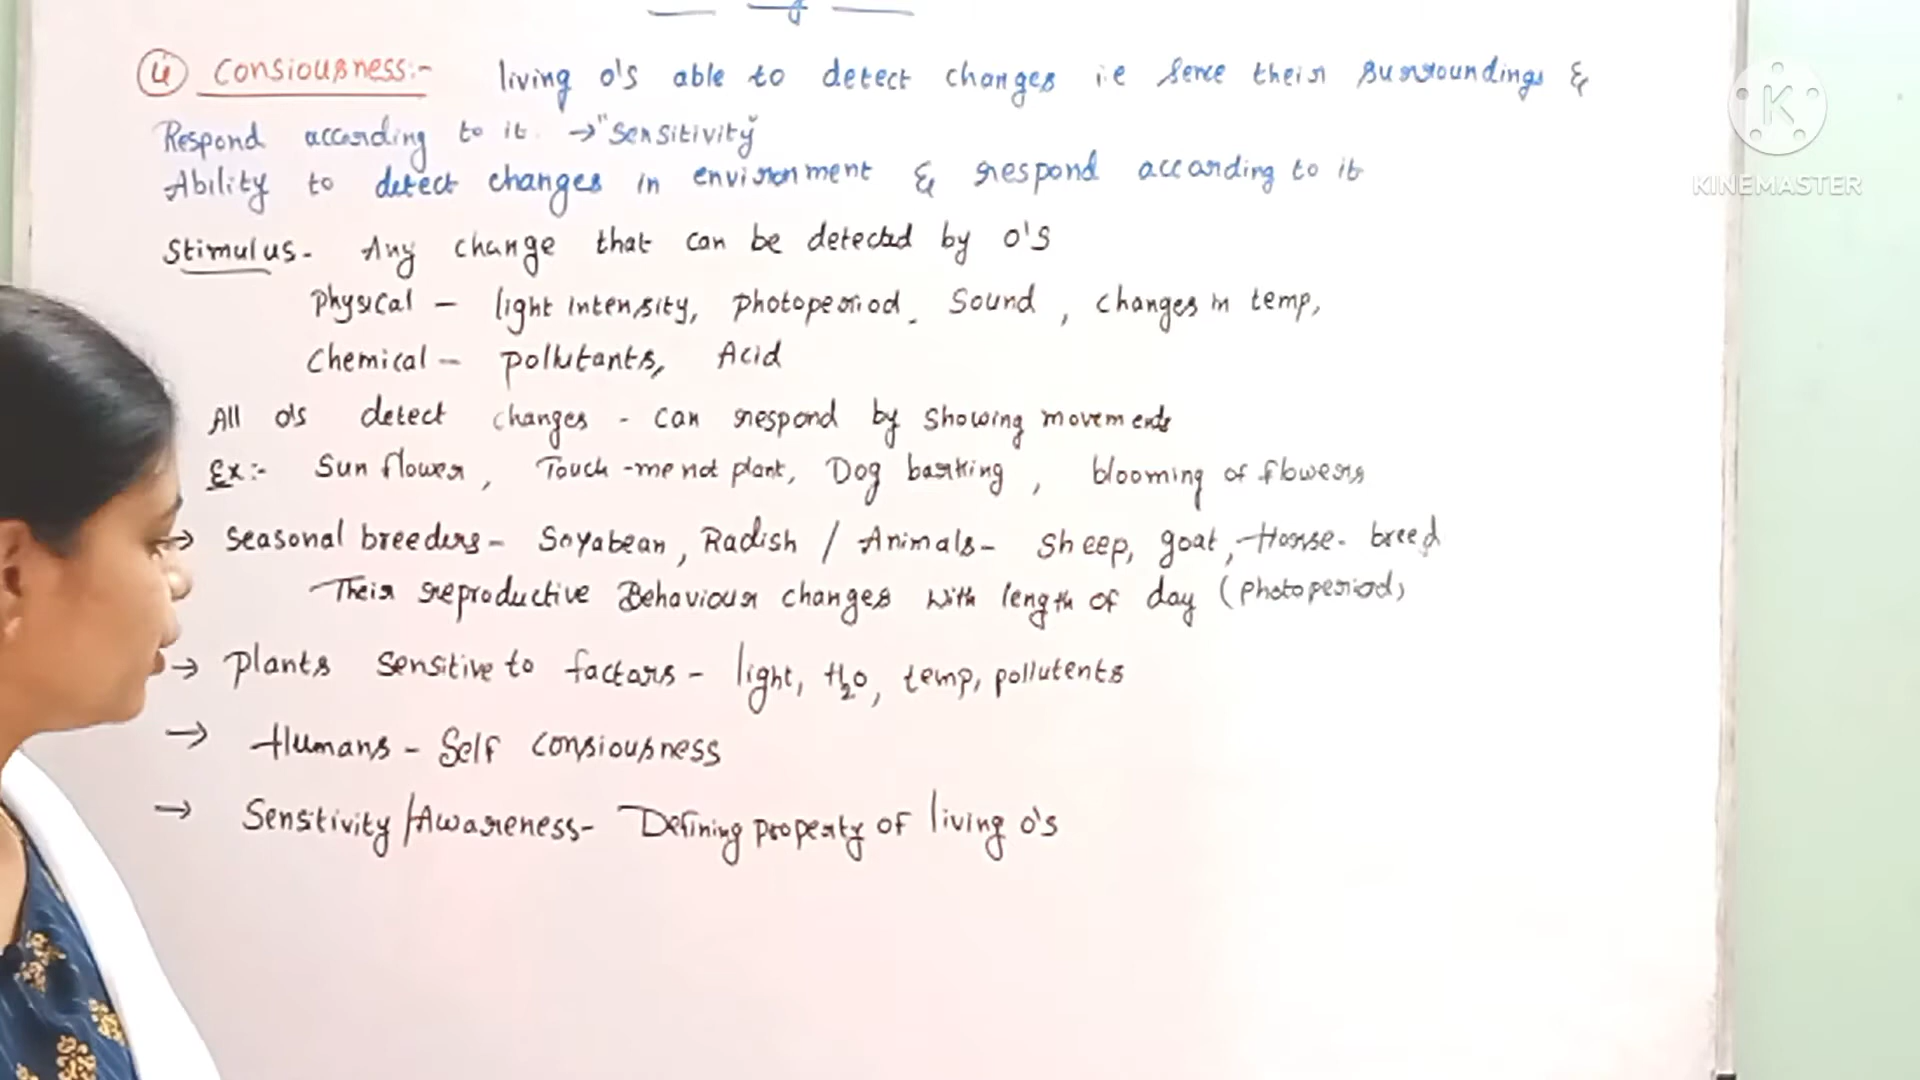 4 Consiousness:- living o's able to detect changes i.e sence their surroundings &
Respond according to it. → "Sensitivity"
Ability to detect changes in environment & respond according to it
Stimulus - Any change that can be detected by o's
Physical - light intensity, photoperiod, Sound, changes in temp,
Chemical - pollutants, Acid
All o's detect changes - can respond by showing movements
Ex:- Sun flower, Touch-me not plant, Dog barking, blooming of flowers
→ Seasonal breeders - Soyabean, Radish / Animals - Sheep, goat, Horse - breed
Their reproductive Behaviour changes with length of day (photoperiod)
→ Plants sensitive to factors - light, H2O, temp, pollutents
→ Humans - Self consiousness
→ Sensitivity/Awareness - Defining property of living o's
KINEMASTER